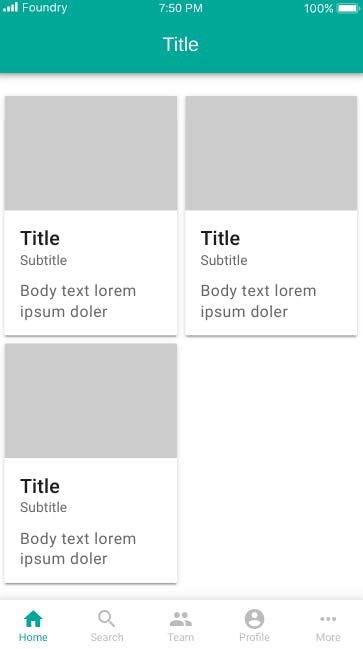 Foundry 7:50 PM 100%
Title
Title
Subtitle
Body text lorem
ipsum doler
Title
Subtitle
Body text lorem
ipsum doler
Title
Subtitle
Body text lorem
ipsum doler
Home Search Team Profile More